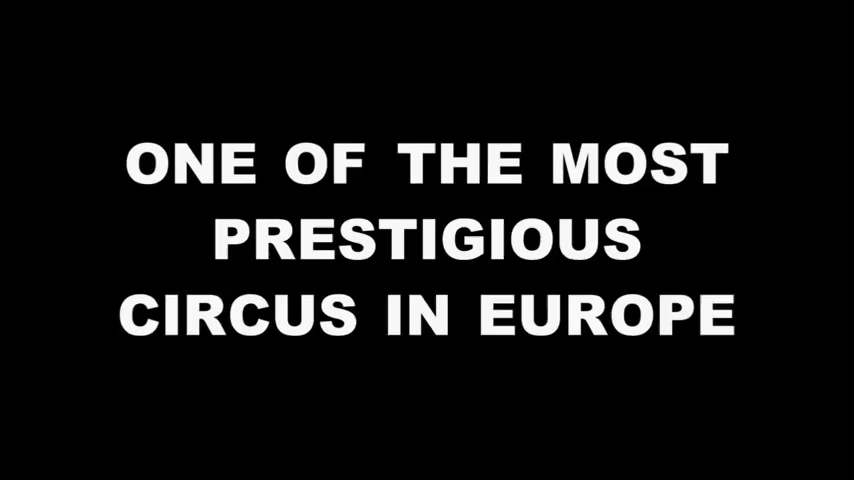 ONE OF THE MOST
PRESTIGIOUS
CIRCUS IN EUROPE